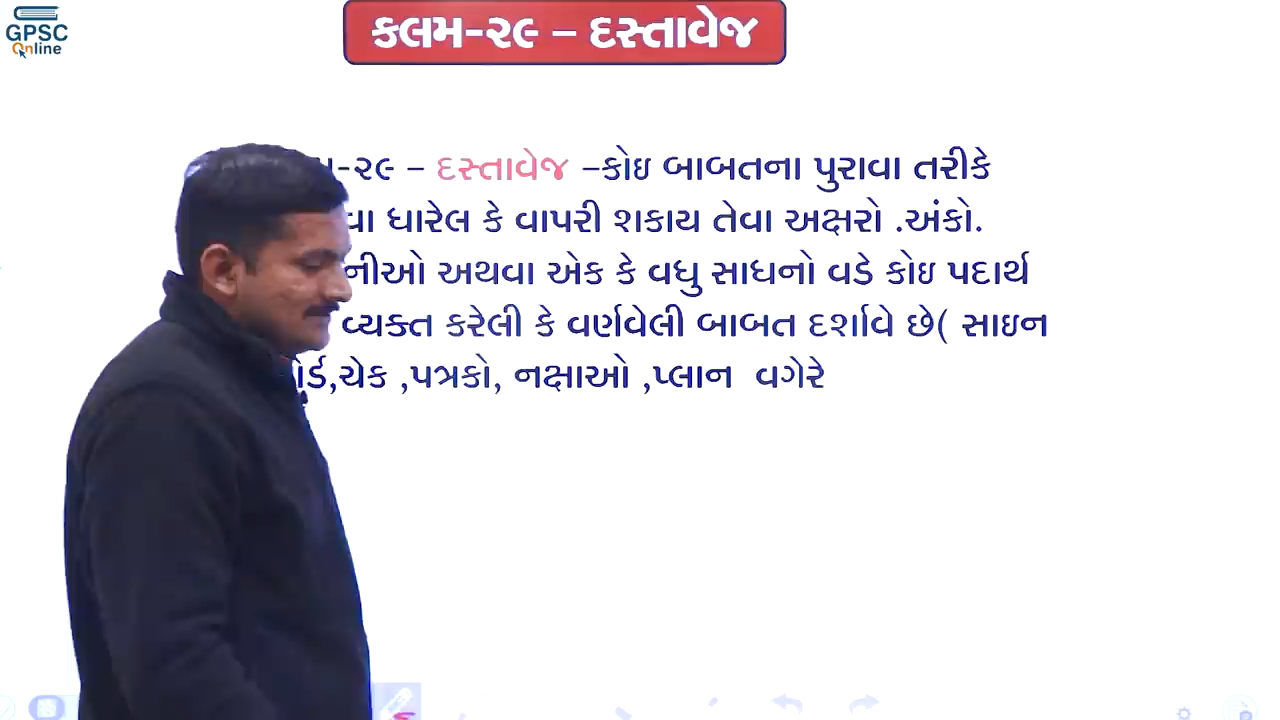 GPSC
Online
કલમ-૨૯ – દસ્તાવેજ
-૨૯ – દસ્તાવેજ –કોઇ બાબતના પુરાવા તરીકે
ધારેલ કે વાપરી શકાય તેવા અક્ષરો .અંકો.
અથવા એક કે વધુ સાધનો વડે કોઇ પદાર્થ
વ્યક્ત કરેલી કે વર્ણવેલી બાબત દર્શાવે છે( સાઇન
,ચેક ,પત્રકો, નક્ષાઓ ,પ્લાન વગેરે